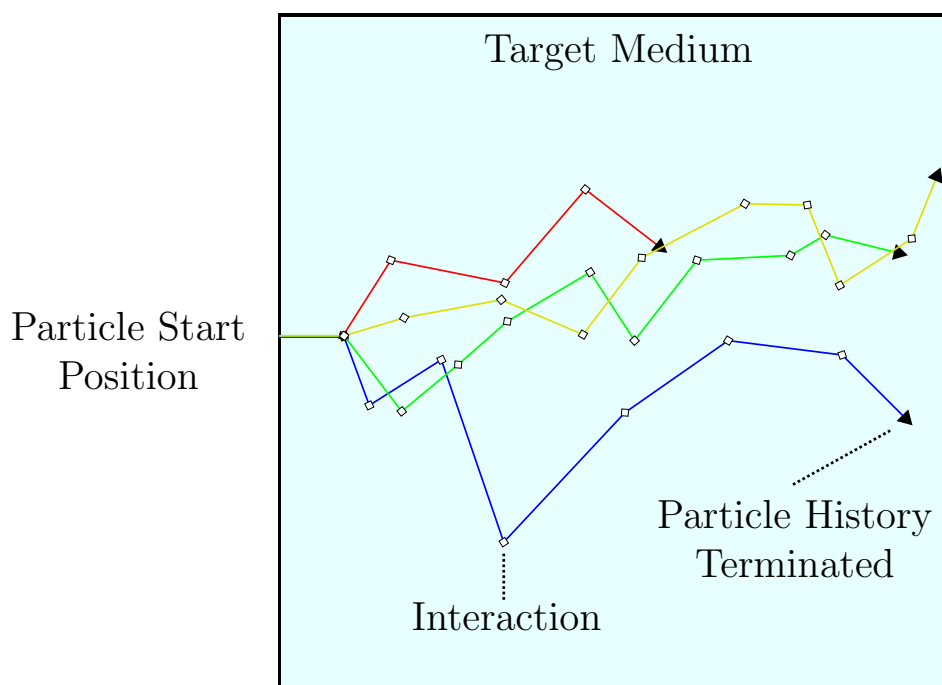 Target Medium
Particle Start
Position
Particle History
Terminated
Interaction